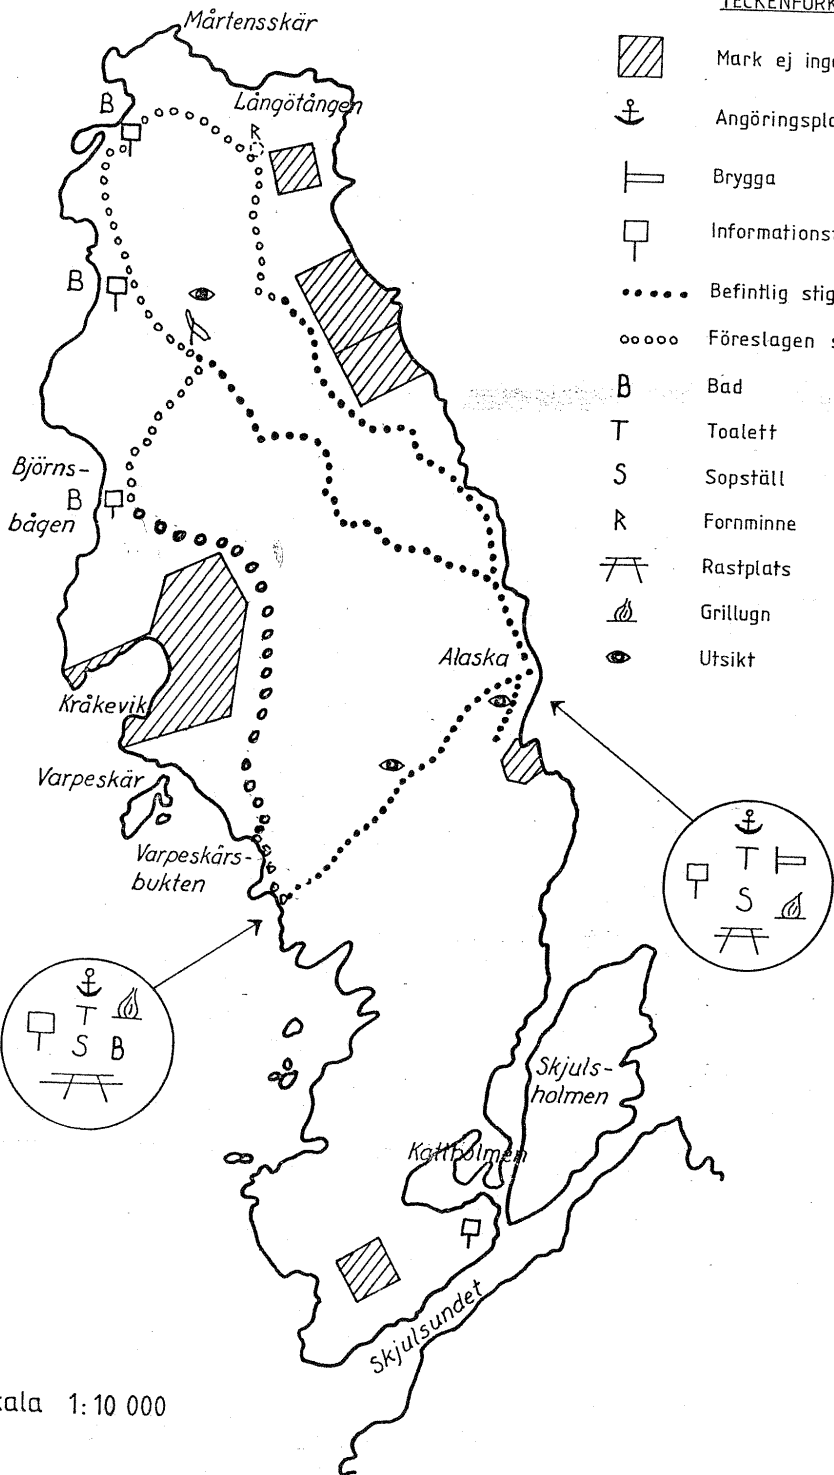 TECKENFÖRK
Mårtensskär
Mark ej ing
B
Långötången
R
Angöringspla
Brygga
Informationst
B
Befintlig stig
Föreslagen s
B
Bad
T
Toalett
Björns-
bågen
B
S
Sopställ
R
Fornminne
Rastplats
Grillugn
Alaska
Utsikt
Kråkevik
Varpeskär
Varpeskärs-
bukten
T
S
T
S B
Skjuls-
holmen
Kattholmen
Skjulsundet
kala 1:10 000